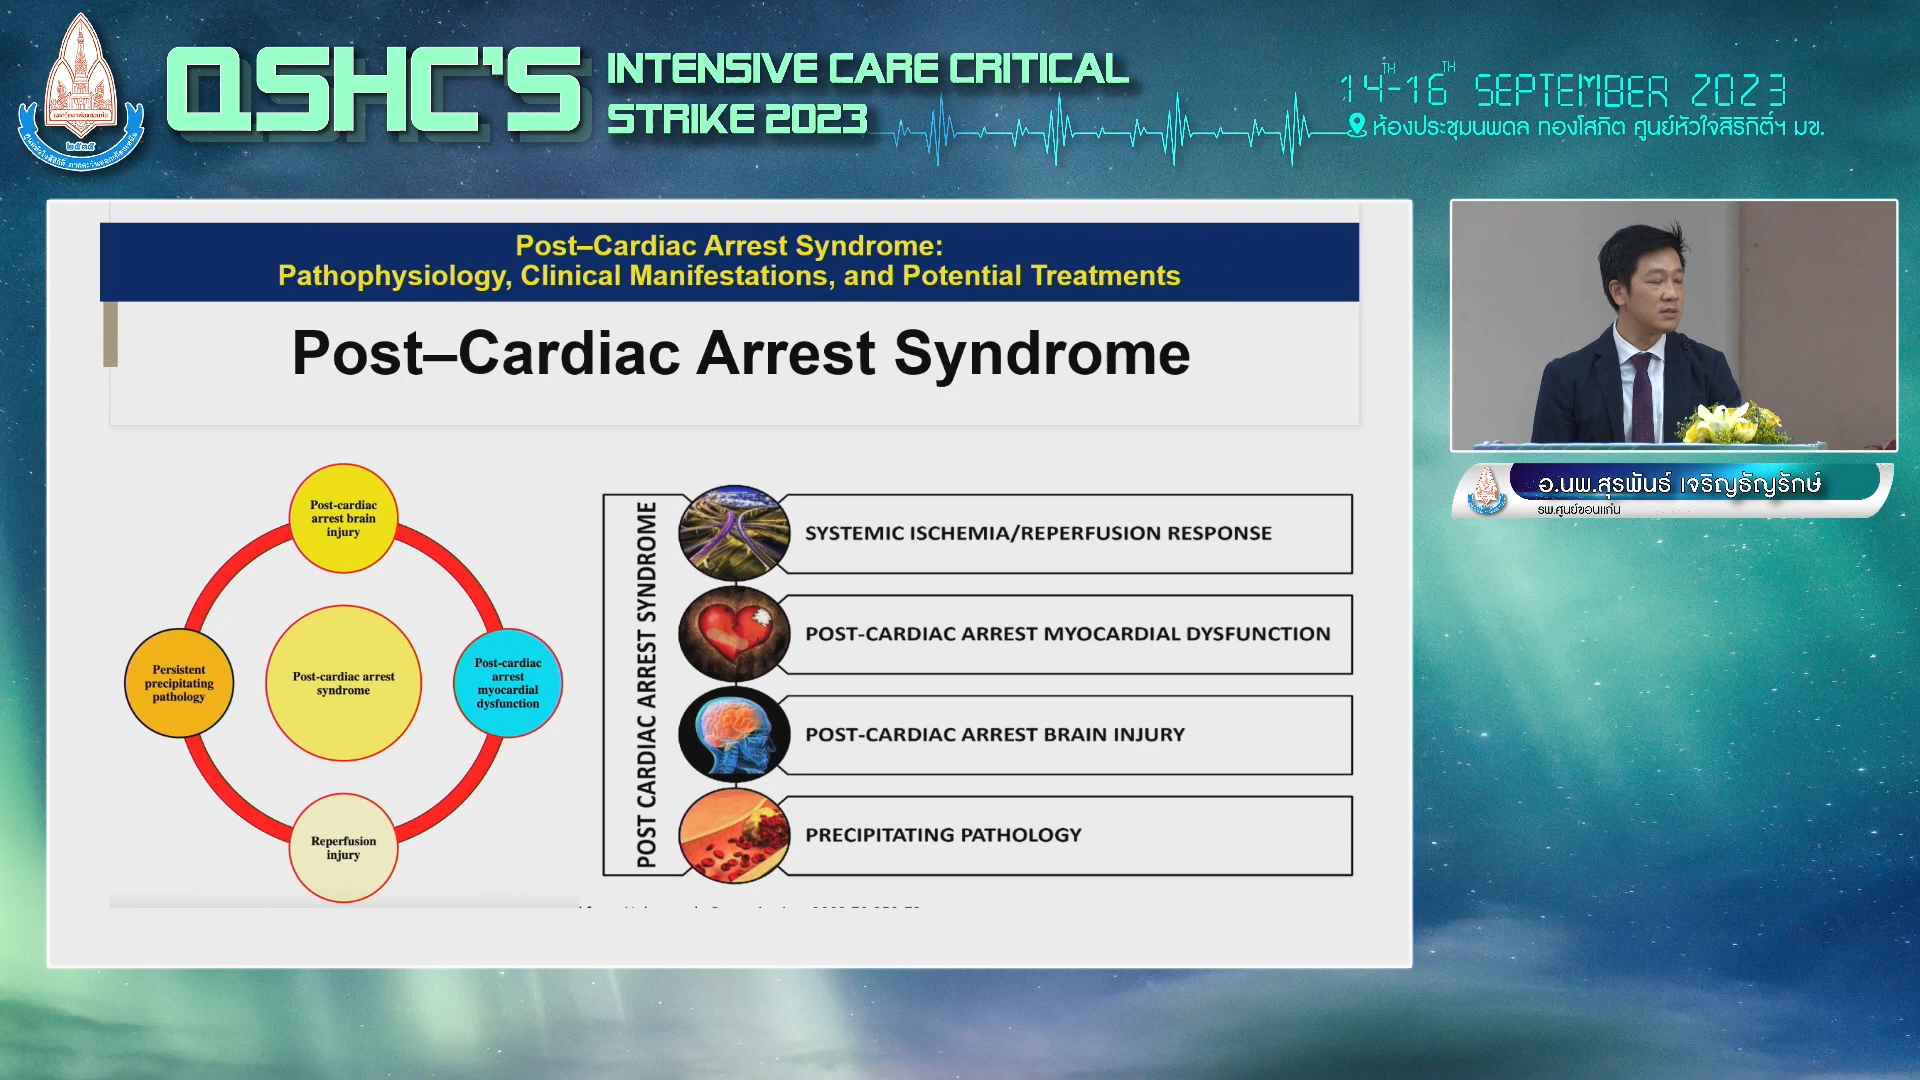 QSHC'S
INTENSIVE CARE CRITICAL
STRIKE 2023
14TH-16TH SEPTEMBER 2023
ห้องประชุมนพดล ทองโสภิต ศูนย์หัวใจสิริกิติ์ฯ มข.
๒๕๓๕
Post–Cardiac Arrest Syndrome:
Pathophysiology, Clinical Manifestations, and Potential Treatments
Post–Cardiac Arrest Syndrome
Post-cardiac
arrest brain
injury
Persistent
precipitating
pathology
Post-cardiac arrest
syndrome
Post-cardiac
arrest
myocardial
dysfunction
Reperfusion
injury
POST CARDIAC ARREST SYNDROME
SYSTEMIC ISCHEMIA/REPERFUSION RESPONSE
POST-CARDIAC ARREST MYOCARDIAL DYSFUNCTION
POST-CARDIAC ARREST BRAIN INJURY
PRECIPITATING PATHOLOGY
อ.นพ.สุรพันธ์ เจริญธัญรักษ์
รพ.ศูนย์ขอนแก่น